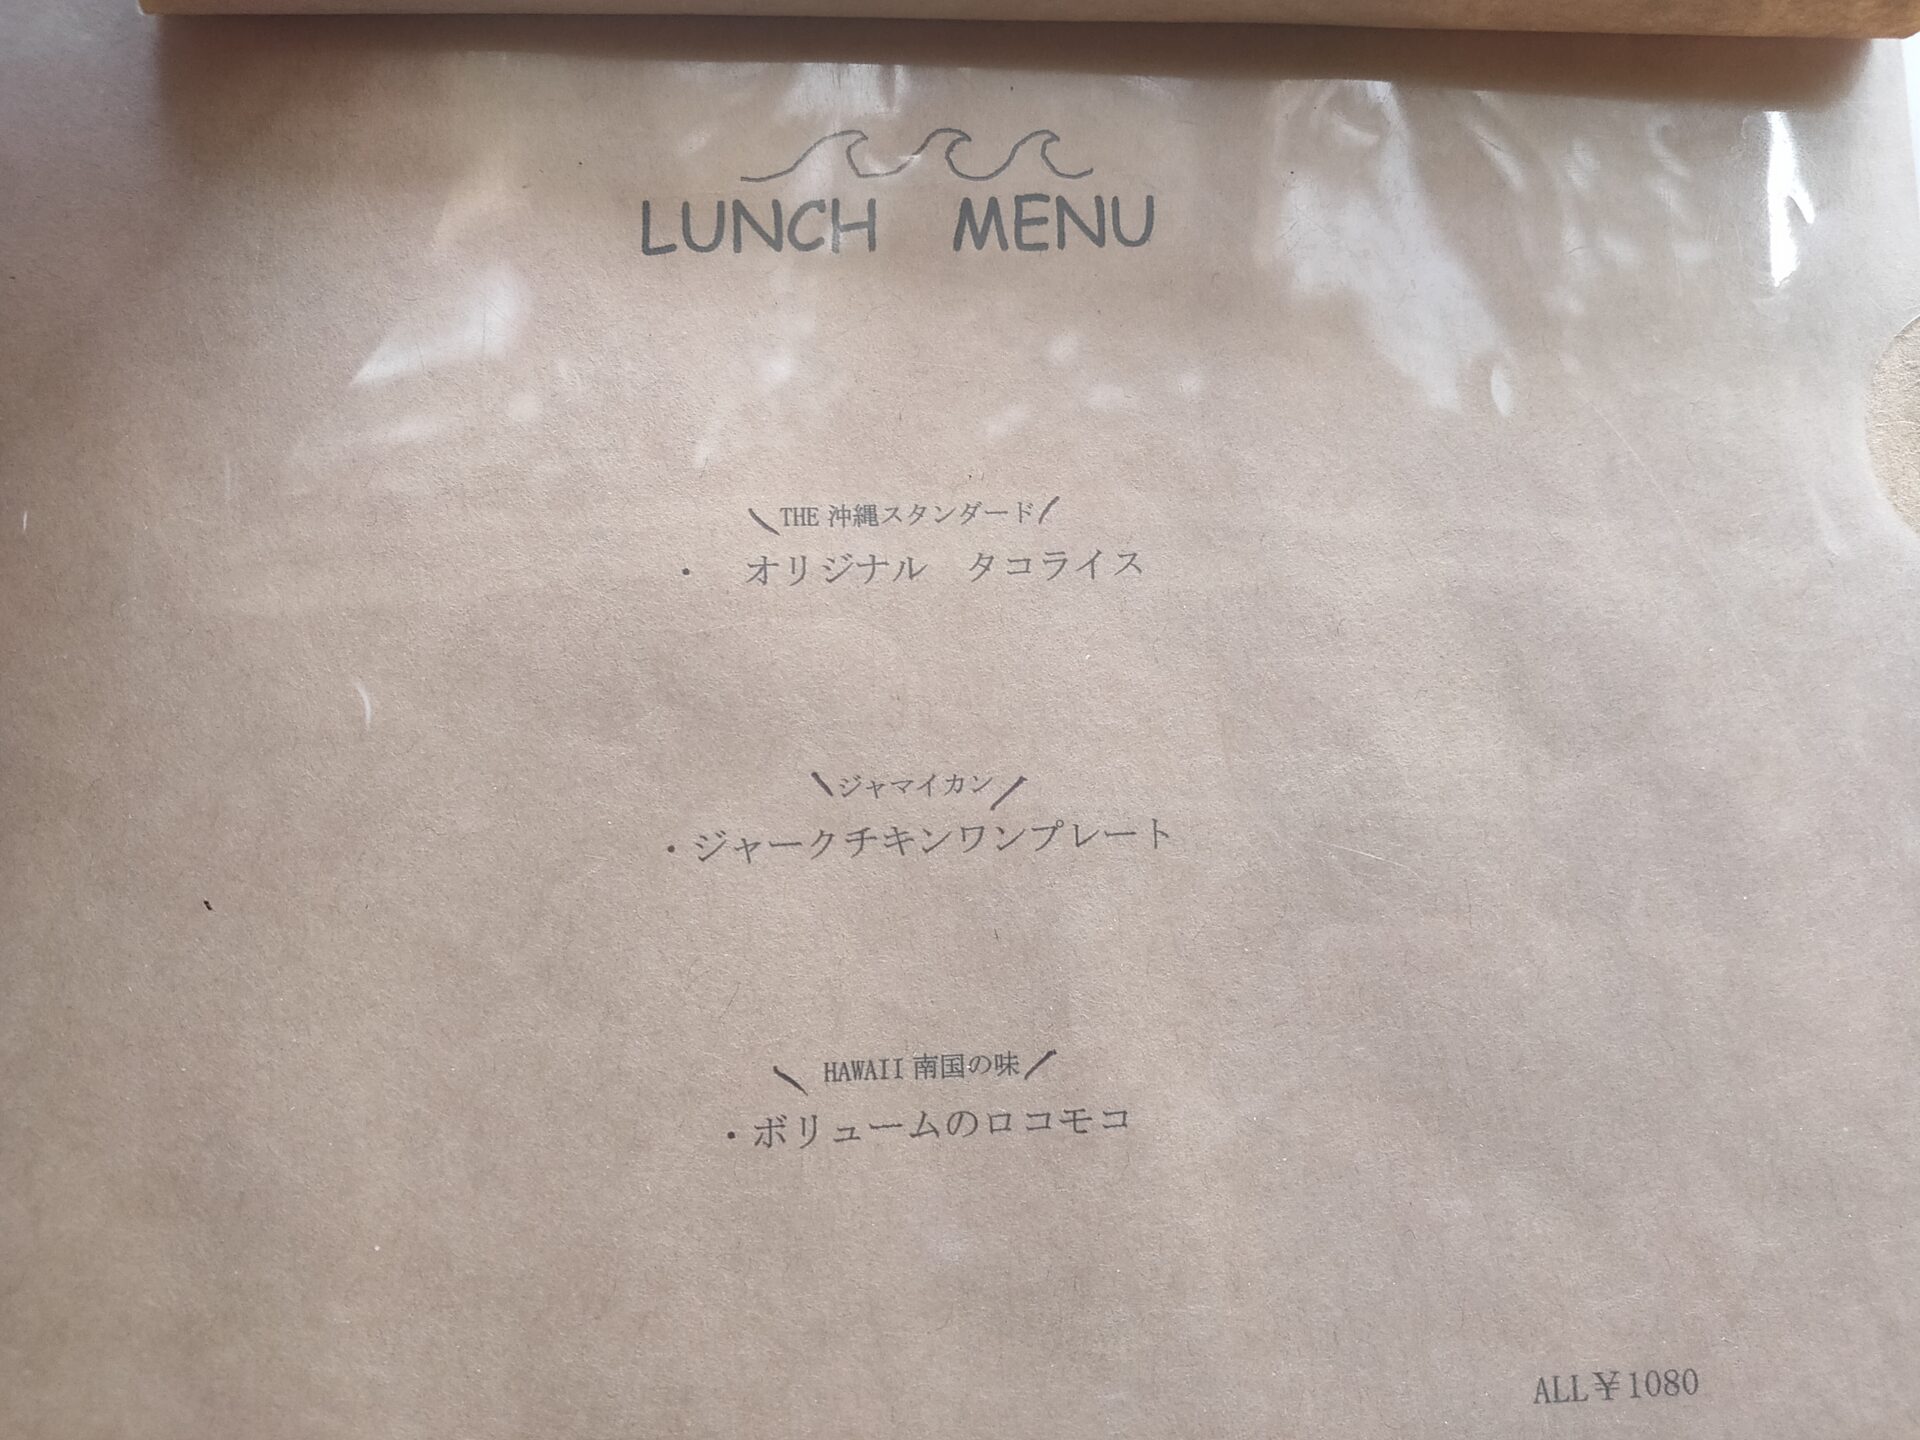 LUNCH MENU
\THE 沖縄スタンダード/
・ オリジナル タコライス
\ジャマイカン/
・ジャークチキンワンプレート
\ HAWAII 南国の味/
・ボリュームのロコモコ
ALL¥1080